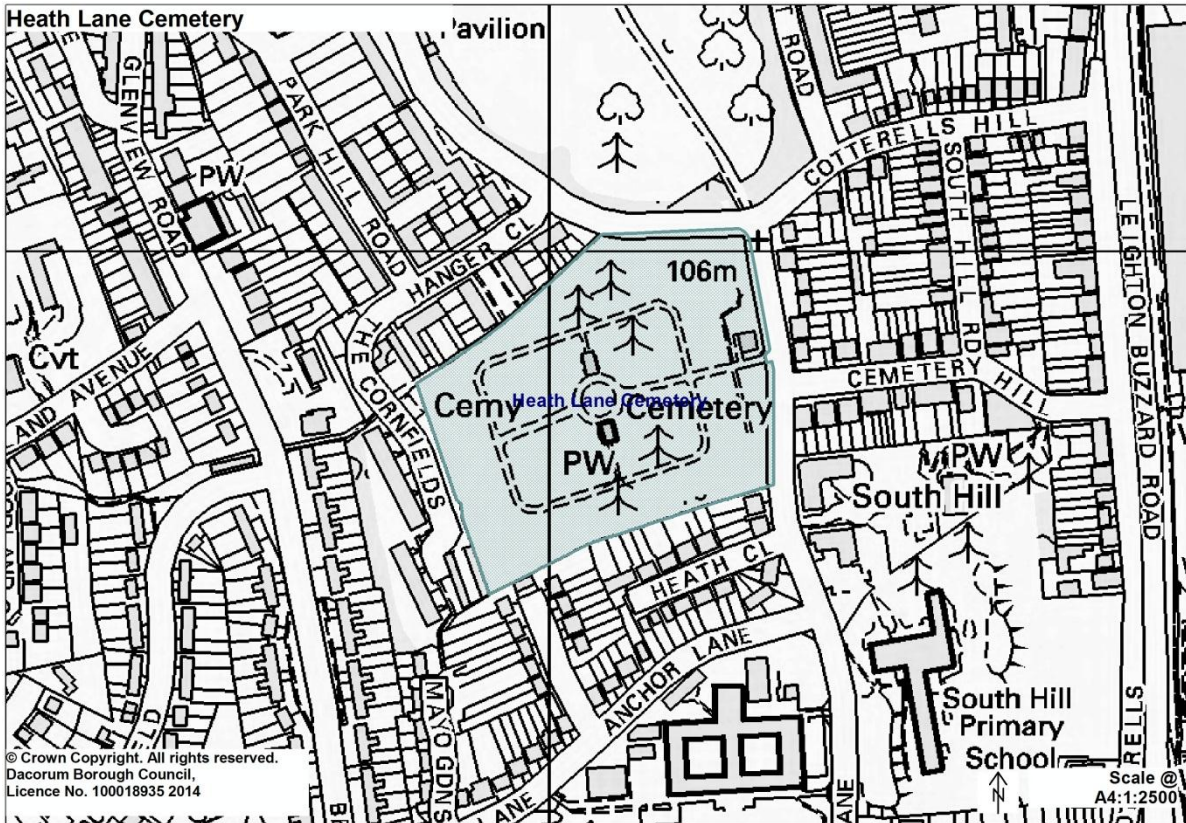 Heath Lane Cemetery
Pavilion
GLENVIEW ROAD
PARK HILL ROAD
ROAD
COTTERELLS HILL
SOUTH HILL RD
LEIGHTON BUZZARD ROAD
PW
HANGER CL
106m
THE CORNFIELDS
Cvt
LAND AVENUE
CEMETERY HILL
Cemy
Heath Lane Cemetery
Cemetery
PW
PW
South Hill
HEATH CL
ANCHOR LANE
MAYO GDNS
LANE
LANE
South Hill
Primary
School
RELLS
© Crown Copyright. All rights reserved.
Dacorum Borough Council,
Licence No. 100018935 2014
Scale @
A4:1:2500